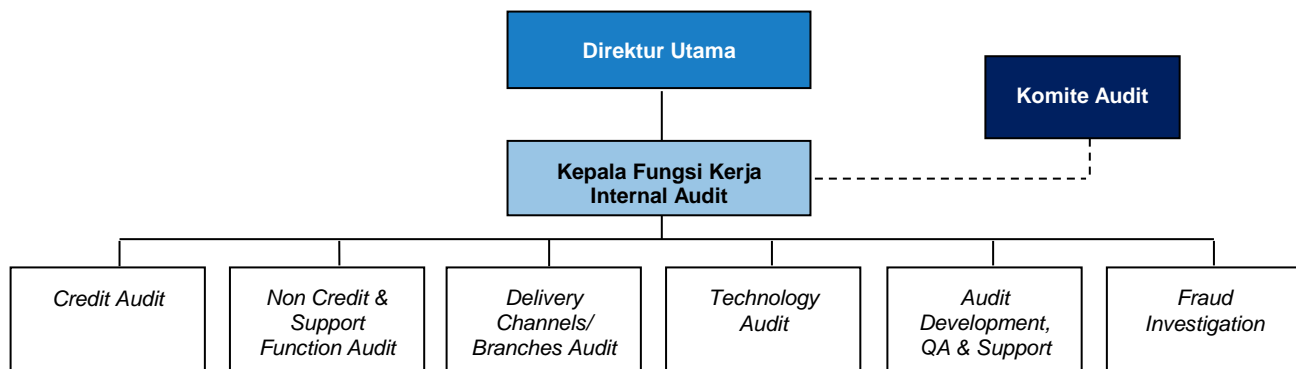 Direktur Utama
Komite Audit
Kepala Fungsi Kerja
Internal Audit
Credit Audit
Non Credit &
Support
Function Audit
Delivery
Channels/
Branches Audit
Technology
Audit
Audit
Development,
QA & Support
Fraud
Investigation